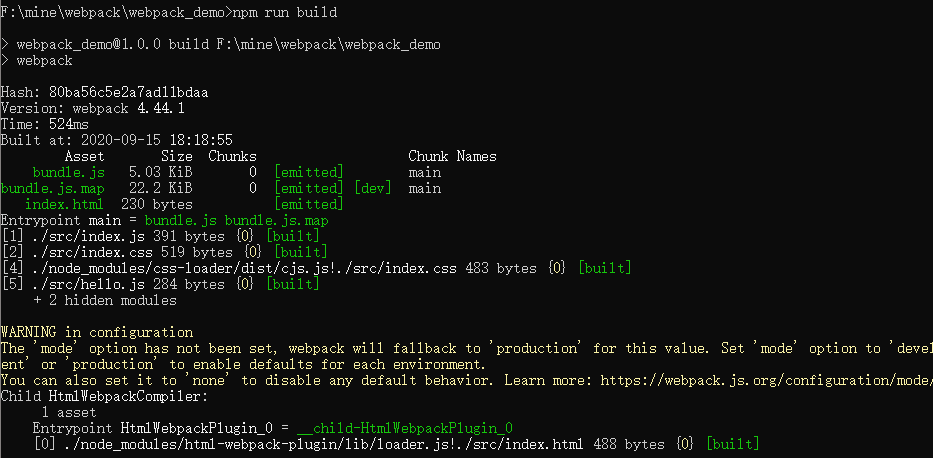 F:\mine\webpack\webpack_demo>npm run build
> webpack_demo@1.0.0 build F:\mine\webpack\webpack_demo
> webpack
Hash: 80ba56c5e2a7ad11bdaa
Version: webpack 4.44.1
Time: 524ms
Built at: 2020-09-15 18:18:55
Asset Size Chunks Chunk Names
bundle.js 5.03 KiB 0 [emitted] main
bundle.js.map 22.2 KiB 0 [emitted] [dev] main
index.html 230 bytes [emitted]
Entrypoint main = bundle.js bundle.js.map
[1] ./src/index.js 391 bytes {0} [built]
[2] ./src/index.css 519 bytes {0} [built]
[4] ./node_modules/css-loader/dist/cjs.js!./src/index.css 483 bytes {0} [built]
[5] ./src/hello.js 284 bytes {0} [built]
+ 2 hidden modules
WARNING in configuration
The 'mode' option has not been set, webpack will fallback to 'production' for this value. Set 'mode' option to 'devel
ent' or 'production' to enable defaults for each environment.
You can also set it to 'none' to disable any default behavior. Learn more: https://webpack.js.org/configuration/mode/
Child HtmlWebpackCompiler:
1 asset
Entrypoint HtmlWebpackPlugin_0 = __child-HtmlWebpackPlugin_0
[0] ./node_modules/html-webpack-plugin/lib/loader.js!./src/index.html 488 bytes {0} [built]